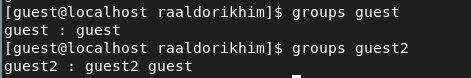 [guest@localhost raaldorikhim]$ groups guest
guest : guest
[guest@localhost raaldorikhim]$ groups guest2
guest2 : guest2 guest